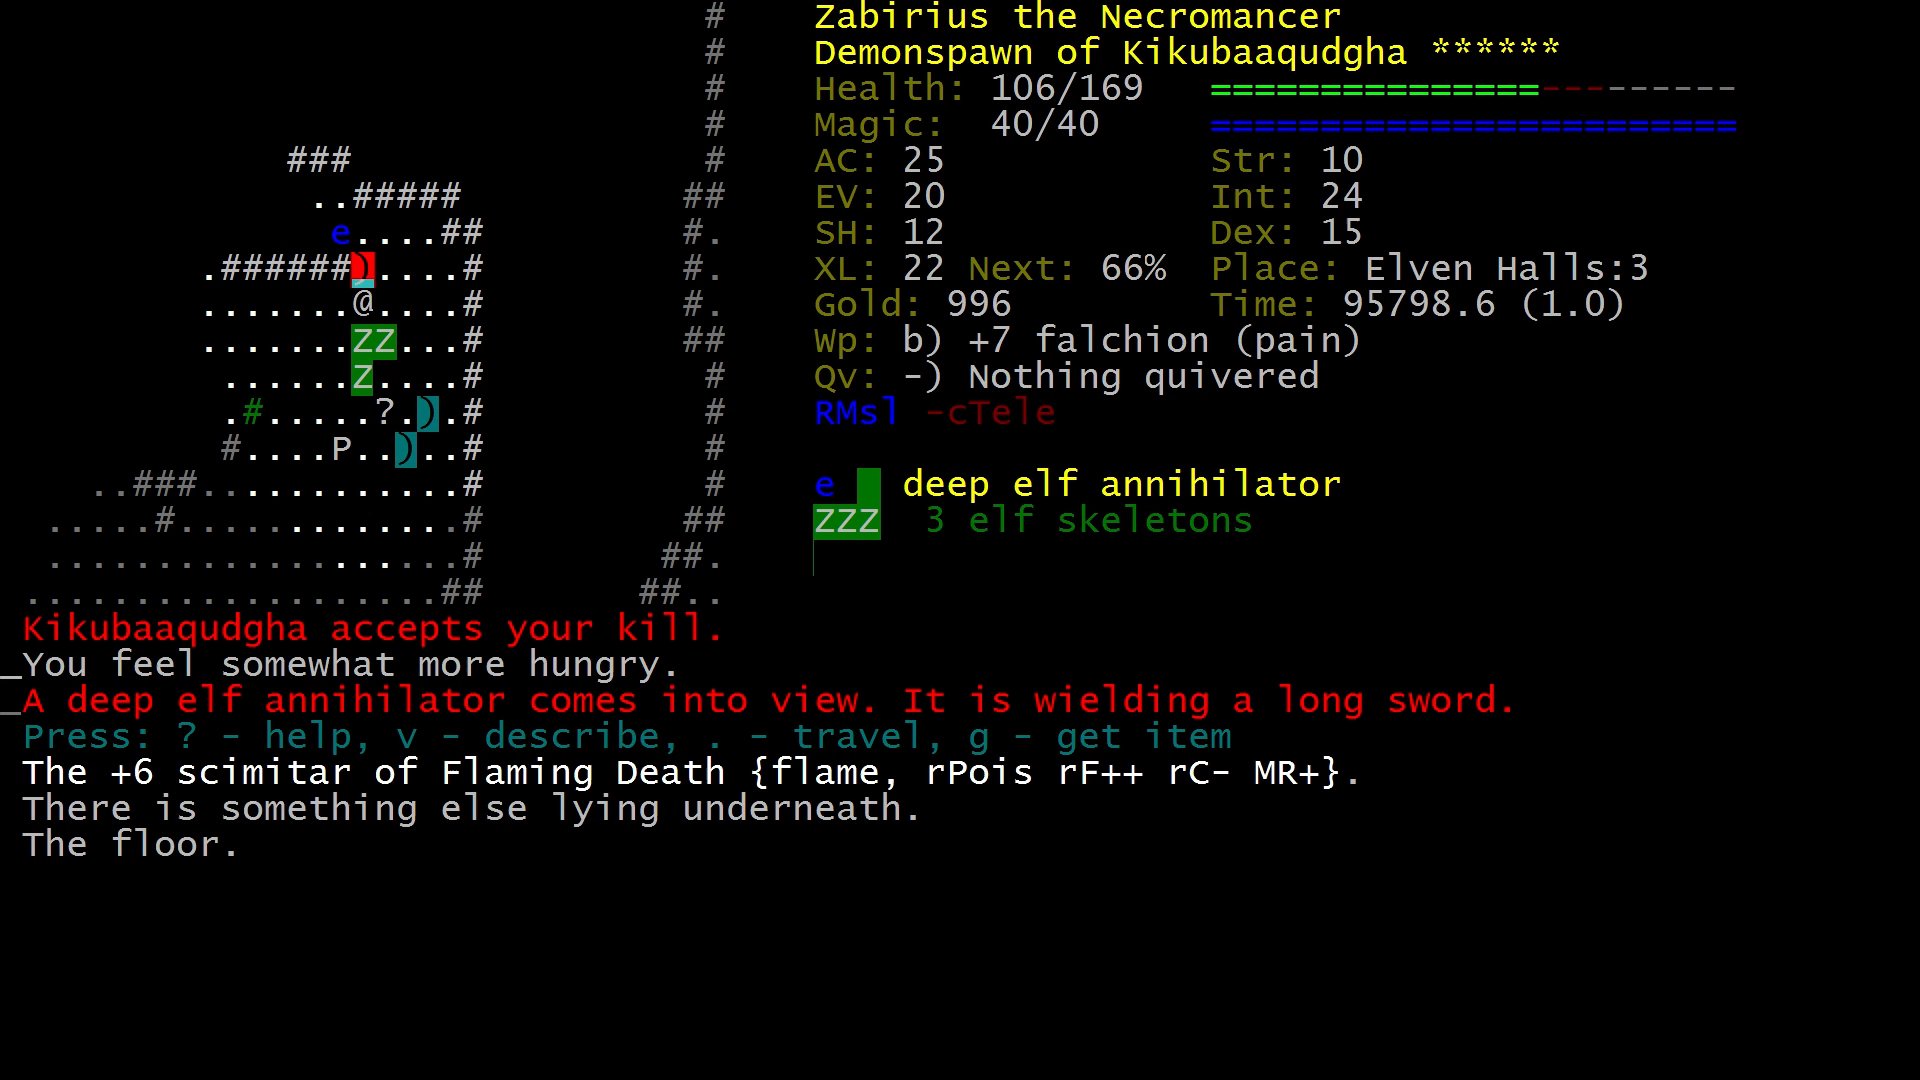 # Zabirius the Necromancer
# Demonspawn of Kikubaaqudgha ******
# Health: 106/169 ===============---------
# Magic: 40/40 ========================
### # AC: 25 Str: 10
..##### ## EV: 20 Int: 24
e....## #. SH: 12 Dex: 15
.######)....# #. XL: 22 Next: 66% Place: Elven Halls:3
.......@....# #. Gold: 996 Time: 95798.6 (1.0)
.......ZZ...# ## Wp: b) +7 falchion (pain)
......Z....# # Qv: -) Nothing quivered
.#.....?.).# # RMsl -cTele
#....P..)..# #
..###............# # e deep elf annihilator
.....#.............# ## ZZZ 3 elf skeletons
...................# ##.
...................## ##..
Kikubaaqudgha accepts your kill.
_You feel somewhat more hungry.
_A deep elf annihilator comes into view. It is wielding a long sword.
Press: ? - help, v - describe, . - travel, g - get item
The +6 scimitar of Flaming Death {flame, rPois rF++ rC- MR+}.
There is something else lying underneath.
The floor.